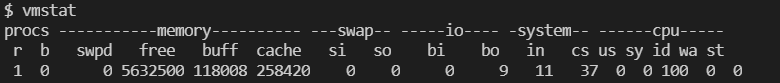 $ vmstat
procs -----------memory---------- ---swap-- -----io---- -system-- ------cpu-----
 r  b   swpd   free   buff  cache   si   so    bi    bo   in   cs us sy id wa st
 1  0      0 5632500 118008 258420    0    0     0     9   11   37  0  0 100  0  0